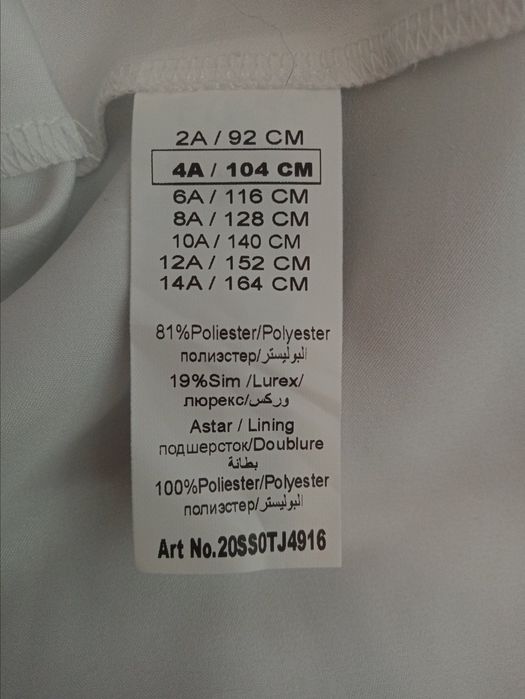 2A / 92 CM
4A / 104 CM
6A / 116 CM
8A / 128 CM
10A / 140 CM
12A / 152 CM
14A / 164 CM
81%Poliester/Polyester
полиэстер/البوليستر
19%Sim /Lurex/
люрекс/وركس
Astar / Lining
подшерсток/Doublure
بطانة
100%Poliester/Polyester
полиэстер/البوليستر
Art No.20SS0TJ4916